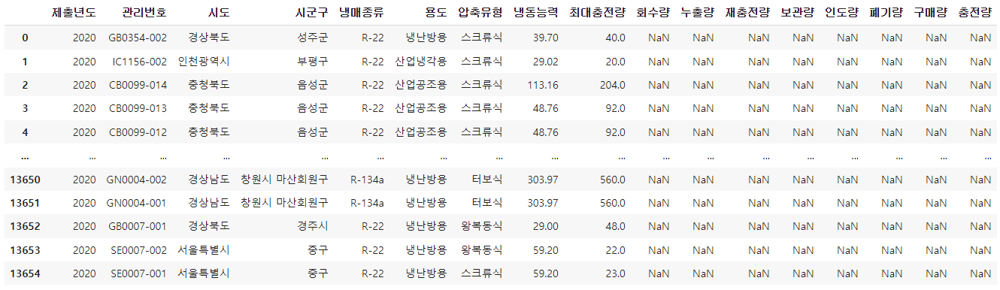 제출년도 관리번호 시도 시군구 냉매종류 용도 압축유형 냉동능력 최대충전량 회수량 누출량 재충전량 보관량 인도량 폐기량 구매량 충전량
0 2020 GB0354-002 경상북도 성주군 R-22 냉난방용 스크류식 39.70 40.0 NaN NaN NaN NaN NaN NaN NaN NaN
1 2020 IC1156-002 인천광역시 부평구 R-22 산업냉각용 스크류식 29.02 20.0 NaN NaN NaN NaN NaN NaN NaN NaN
2 2020 CB0099-014 충청북도 음성군 R-22 산업공조용 스크류식 113.16 204.0 NaN NaN NaN NaN NaN NaN NaN NaN
3 2020 CB0099-013 충청북도 음성군 R-22 산업공조용 스크류식 48.76 92.0 NaN NaN NaN NaN NaN NaN NaN NaN
4 2020 CB0099-012 충청북도 음성군 R-22 산업공조용 스크류식 48.76 92.0 NaN NaN NaN NaN NaN NaN NaN NaN
... ... ... ... ... ... ... ... ... ... ... ... ... ... ... ... ... ...
13650 2020 GN0004-002 경상남도 창원시 마산회원구 R-134a 냉난방용 터보식 303.97 560.0 NaN NaN NaN NaN NaN NaN NaN NaN
13651 2020 GN0004-001 경상남도 창원시 마산회원구 R-134a 냉난방용 터보식 303.97 560.0 NaN NaN NaN NaN NaN NaN NaN NaN
13652 2020 GB0007-001 경상북도 경주시 R-22 냉난방용 왕복동식 29.00 48.0 NaN NaN NaN NaN NaN NaN NaN NaN
13653 2020 SE0007-002 서울특별시 중구 R-22 냉난방용 왕복동식 59.20 22.0 NaN NaN NaN NaN NaN NaN NaN NaN
13654 2020 SE0007-001 서울특별시 중구 R-22 냉난방용 스크류식 59.20 23.0 NaN NaN NaN NaN NaN NaN NaN NaN